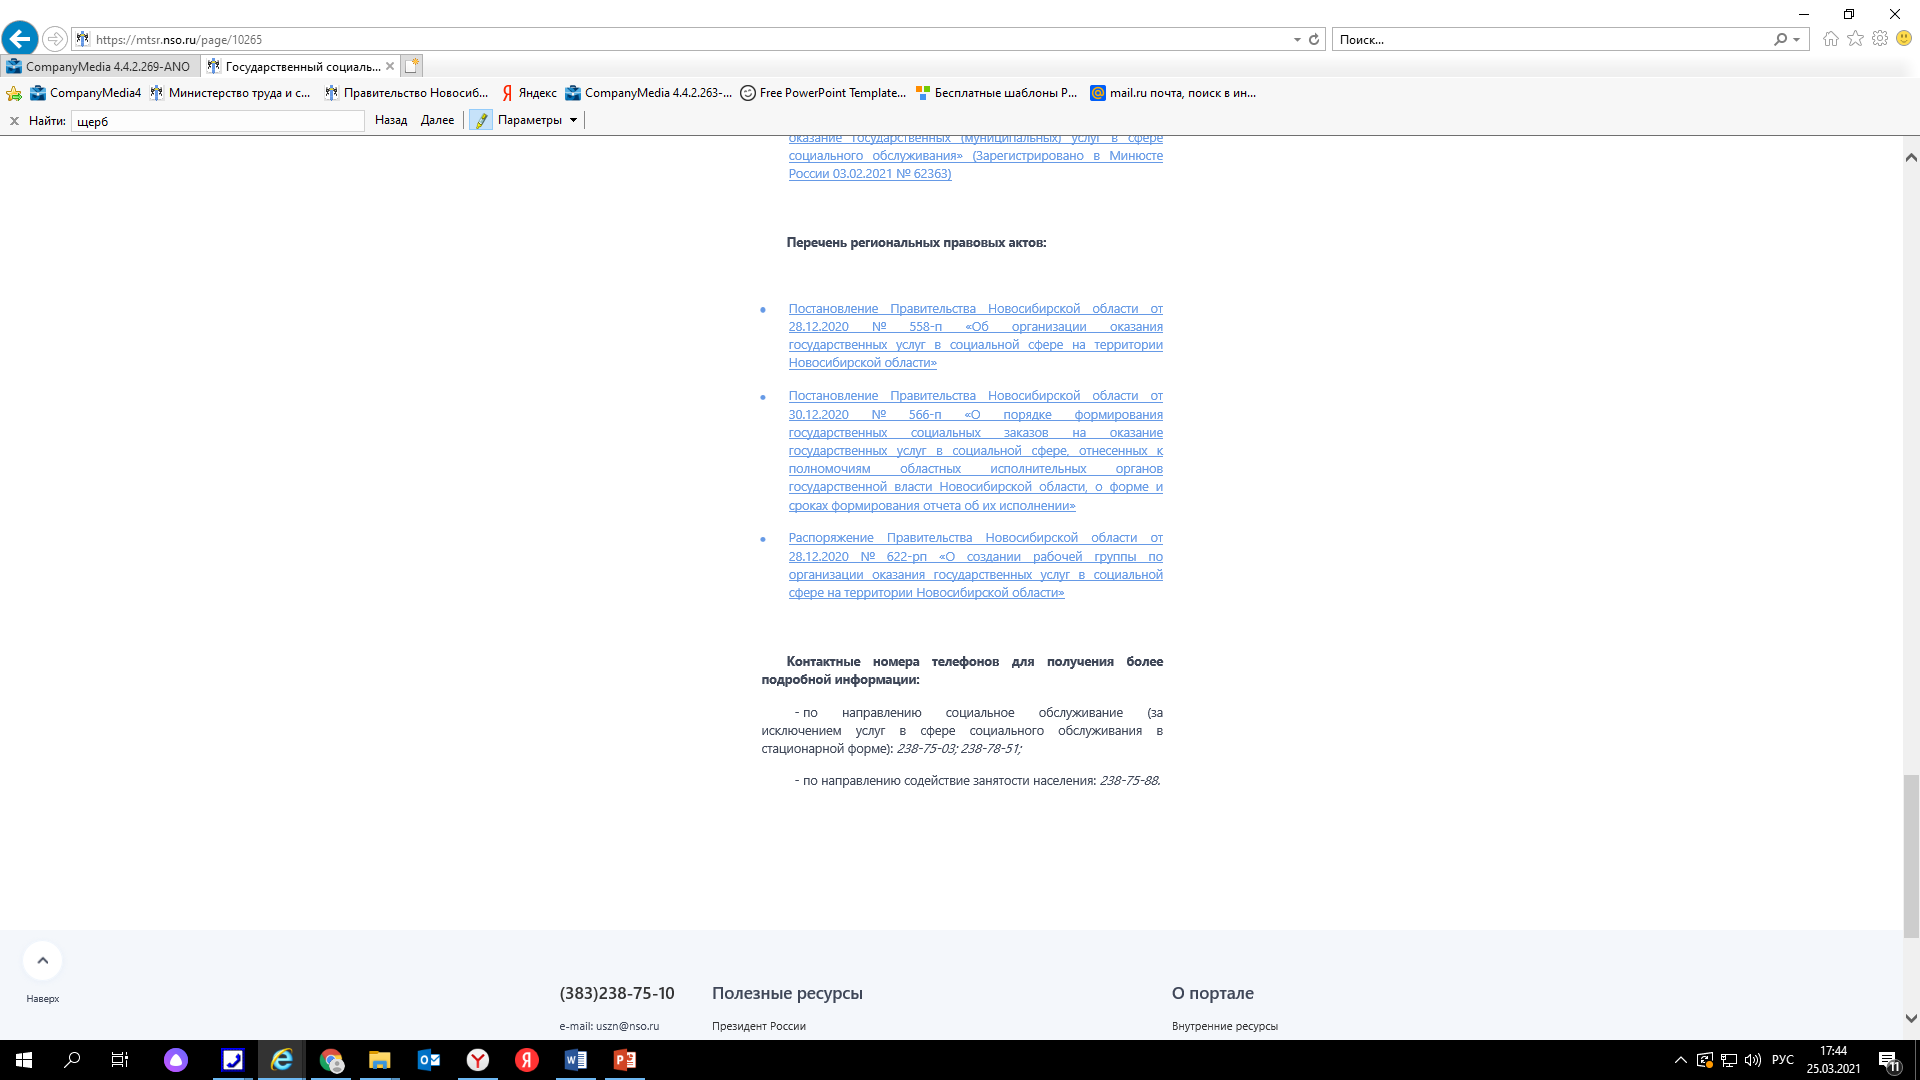 https://mtsr.nso.ru/page/10265
Поиск...
CompanyMedia 4.4.2.269-ANO
Государственный социаль...
CompanyMedia4
Министерство труда и с...
Правительство Новосиб...
Яндекс
CompanyMedia 4.4.2.263-...
Free PowerPoint Template...
Бесплатные шаблоны P...
mail.ru почта, поиск в ин...
Найти: щерб Назад Далее Параметры
оказание государственных (муниципальных) услуг в сфере
социального обслуживания» (Зарегистрировано в Минюсте
России 03.02.2021 № 62363)
Перечень региональных правовых актов:
Постановление Правительства Новосибирской области от
28.12.2020 № 558-п «Об организации оказания
государственных услуг в социальной сфере на территории
Новосибирской области»
Постановление Правительства Новосибирской области от
30.12.2020 № 566-п «О порядке формирования
государственных социальных заказов на оказание
государственных услуг в социальной сфере, отнесенных к
полномочиям областных исполнительных органов
государственной власти Новосибирской области, о форме и
сроках формирования отчета об их исполнении»
Распоряжение Правительства Новосибирской области от
28.12.2020 № 622-рп «О создании рабочей группы по
организации оказания государственных услуг в социальной
сфере на территории Новосибирской области»
Контактные номера телефонов для получения более
подробной информации:
- по направлению социальное обслуживание (за
исключением услуг в сфере социального обслуживания в
стационарной форме): 238-75-03; 238-78-51;
- по направлению содействие занятости населения: 238-75-88.
Наверх
(383)238-75-10
e-mail: uszn@nso.ru
Полезные ресурсы
Президент России
О портале
Внутренние ресурсы
РУС
17:44
25.03.2021
11